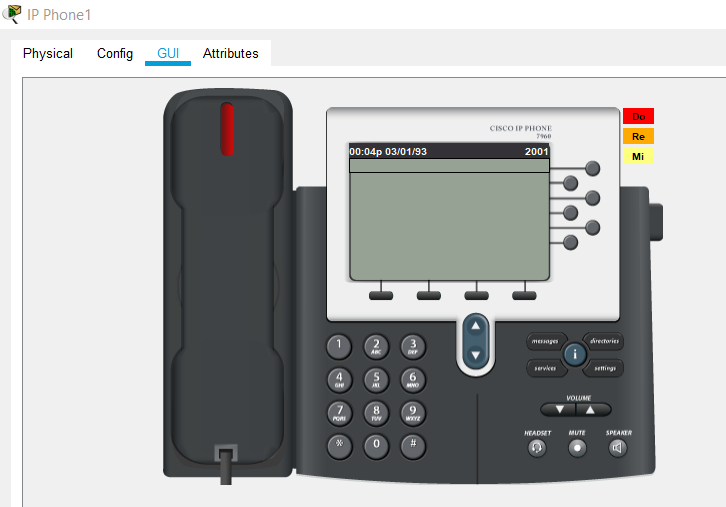 IP Phone1
Physical Config GUI Attributes
CISCO IP PHONE
7960
Do
Re
Mi
00:04p 03/01/93 2001
1
2 ABC
3 DEF
4 GHI
5 JKL
6 MNO
7 PQRS
8 TUV
9 WXYZ
*
0
#
messages
directories
i
services
settings
VOLUME
HEADSET
MUTE
SPEAKER